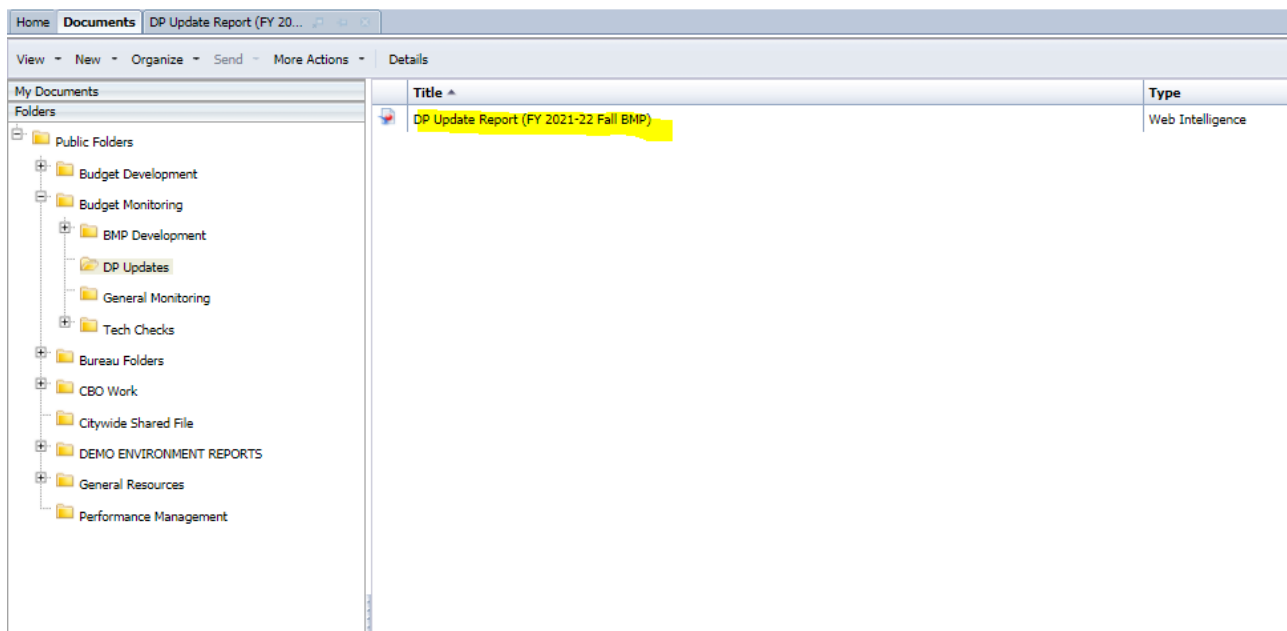 Home Documents DP Update Report (FY 20...
View New Organize Send More Actions Details
My Documents
Folders
Public Folders
Budget Development
Budget Monitoring
BMP Development
DP Updates
General Monitoring
Tech Checks
Bureau Folders
CBO Work
Citywide Shared File
DEMO ENVIRONMENT REPORTS
General Resources
Performance Management
Title Type
DP Update Report (FY 2021-22 Fall BMP) Web Intelligence